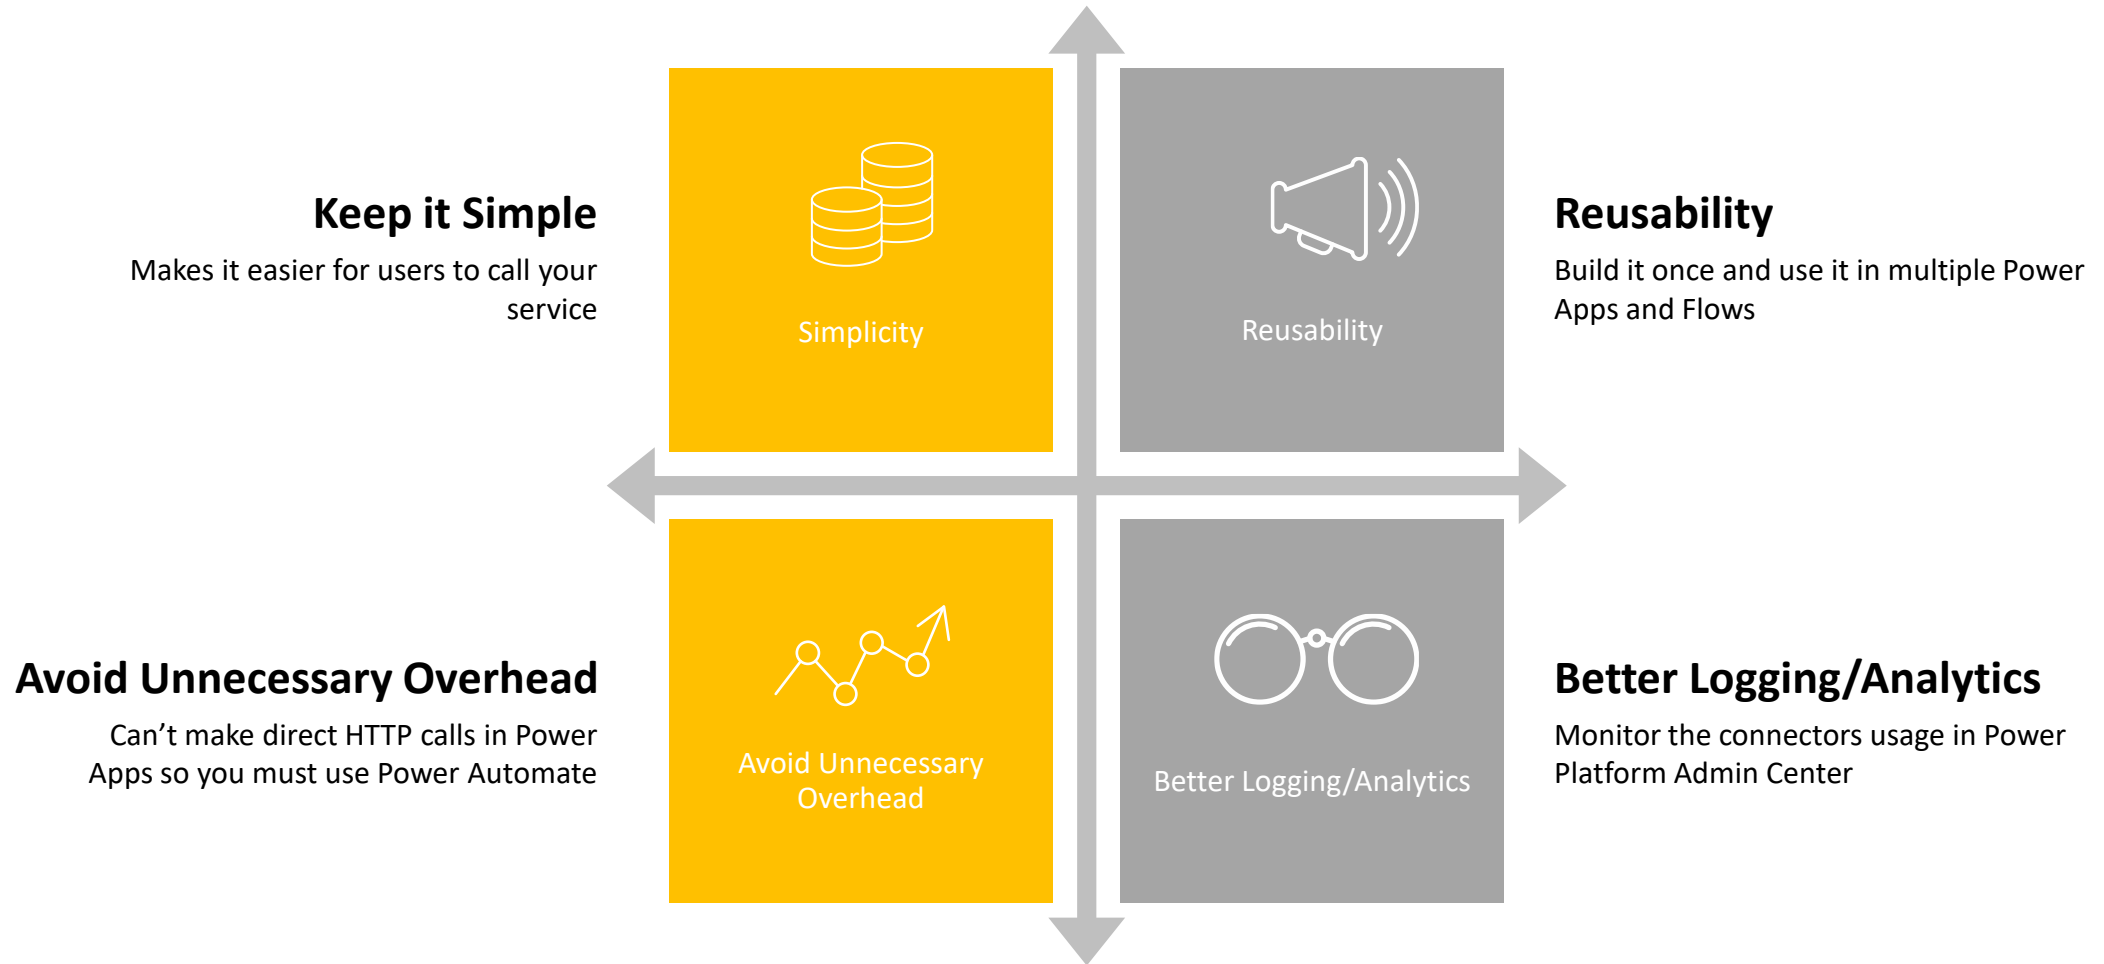 Keep it Simple
Makes it easier for users to call your
service
Simplicity
Reusability
Reusability
Build it once and use it in multiple Power
Apps and Flows
Avoid Unnecessary Overhead
Can’t make direct HTTP calls in Power
Apps so you must use Power Automate
Avoid Unnecessary
Overhead
Better Logging/Analytics
Better Logging/Analytics
Monitor the connectors usage in Power
Platform Admin Center